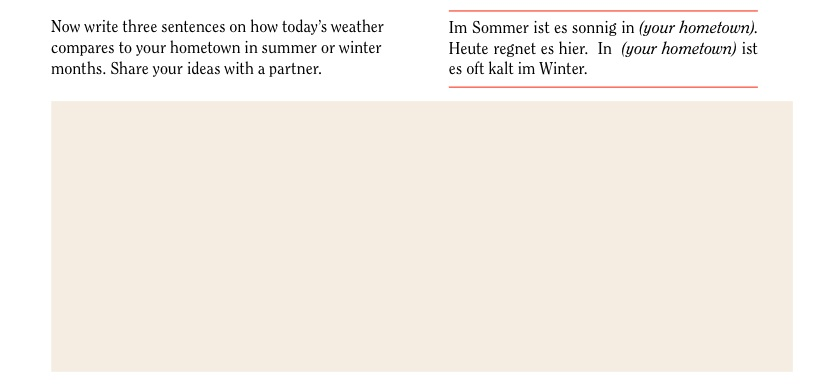 Now write three sentences on how today's weather
compares to your hometown in summer or winter
months. Share your ideas with a partner.
Im Sommer ist es sonnig in (your hometown).
Heute regnet es hier. In (your hometown) ist
es oft kalt im Winter.